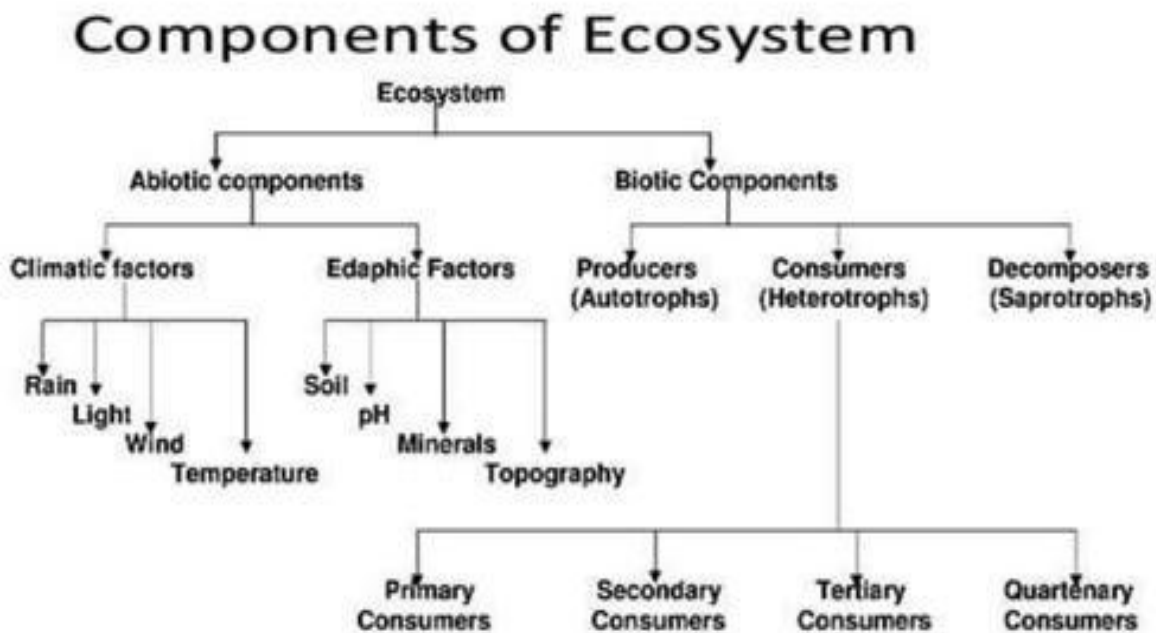 Components of Ecosystem
Ecosystem
Abiotic components
Biotic Components
Climatic factors
Edaphic Factors
Producers
(Autotrophs)
Consumers
(Heterotrophs)
Decomposers
(Saprotrophs)
Rain
Light
Wind
Temperature
Soil
pH
Minerals
Topography
Primary
Consumers
Secondary
Consumers
Tertiary
Consumers
Quartenary
Consumers